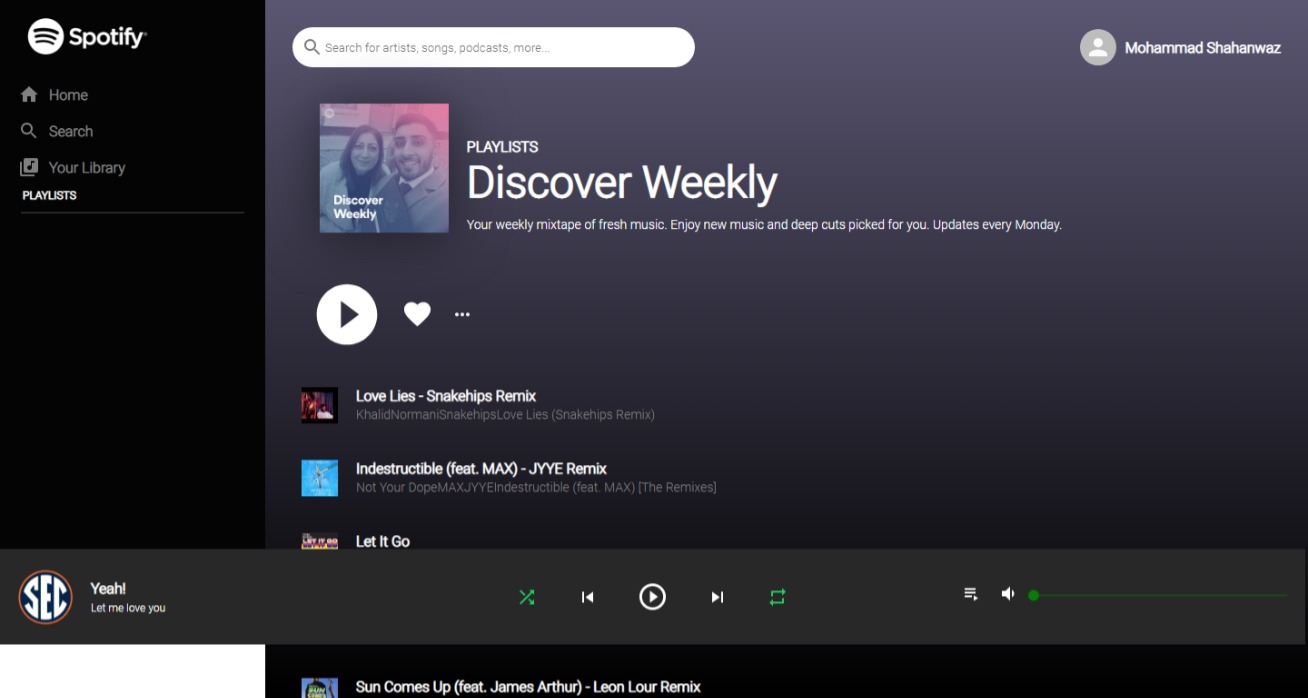 Spotify
Home
Search
Your Library
PLAYLISTS
Search for artists, songs, podcasts, more...
Mohammad Shahanwaz
Discover
Weekly
PLAYLISTS
Discover Weekly
Your weekly mixtape of fresh music. Enjoy new music and deep cuts picked for you. Updates every Monday.
Love Lies - Snakehips Remix
KhalidNormaniSnakehipsLove Lies (Snakehips Remix)
Indestructible (feat. MAX) - JYYE Remix
Not Your DopeMAXJYYEIndestructible (feat. MAX) [The Remixes]
LET IT GO
Let It Go
SEC
Yeah!
Let me love you
Sun Comes Up (feat. James Arthur) - Leon Lour Remix